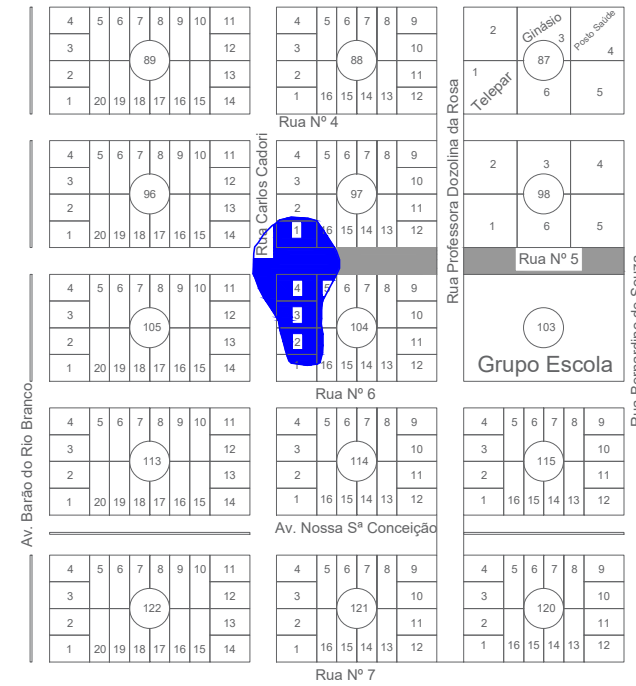 4 5 6 7 8 9 10 11
3 12
89
2 13
1 20 19 18 17 16 15 14
4 5 6 7 8 9
3 10
88
2 11
1 16 15 14 13 12
Rua Nº 4
2 Ginásio 3 Posto Saúde 4
87
1 Telepar 6 5
Rua Carlos Cadori
Rua Professora Dozolina da Rosa
4 5 6 7 8 9 10 11
3 12
96
2 13
1 20 19 18 17 16 15 14
4 5 6 7 8 9
3 10
97
2 11
1 16 15 14 13 12
2 3 4
98
1 6 5
Rua Nº 5
4 5 6 7 8 9 10 11
3 12
105
2 13
1 20 19 18 17 16 15 14
4 5 6 7 8 9
3 10
104
2 11
1 16 15 14 13 12
Rua Nº 6
103
Grupo Escola
Rua Bernardino de Souza
Av. Barão do Rio Branco
4 5 6 7 8 9 10 11
3 12
113
2 13
1 20 19 18 17 16 15 14
4 5 6 7 8 9
3 10
114
2 11
1 16 15 14 13 12
4 5 6 7 8 9
3 10
115
2 11
1 16 15 14 13 12
Av. Nossa Sª Conceição
4 5 6 7 8 9 10 11
3 12
122
2 13
1 20 19 18 17 16 15 14
4 5 6 7 8 9
3 10
121
2 11
1 16 15 14 13 12
4 5 6 7 8 9
3 10
120
2 11
1 16 15 14 13 12
Rua Nº 7